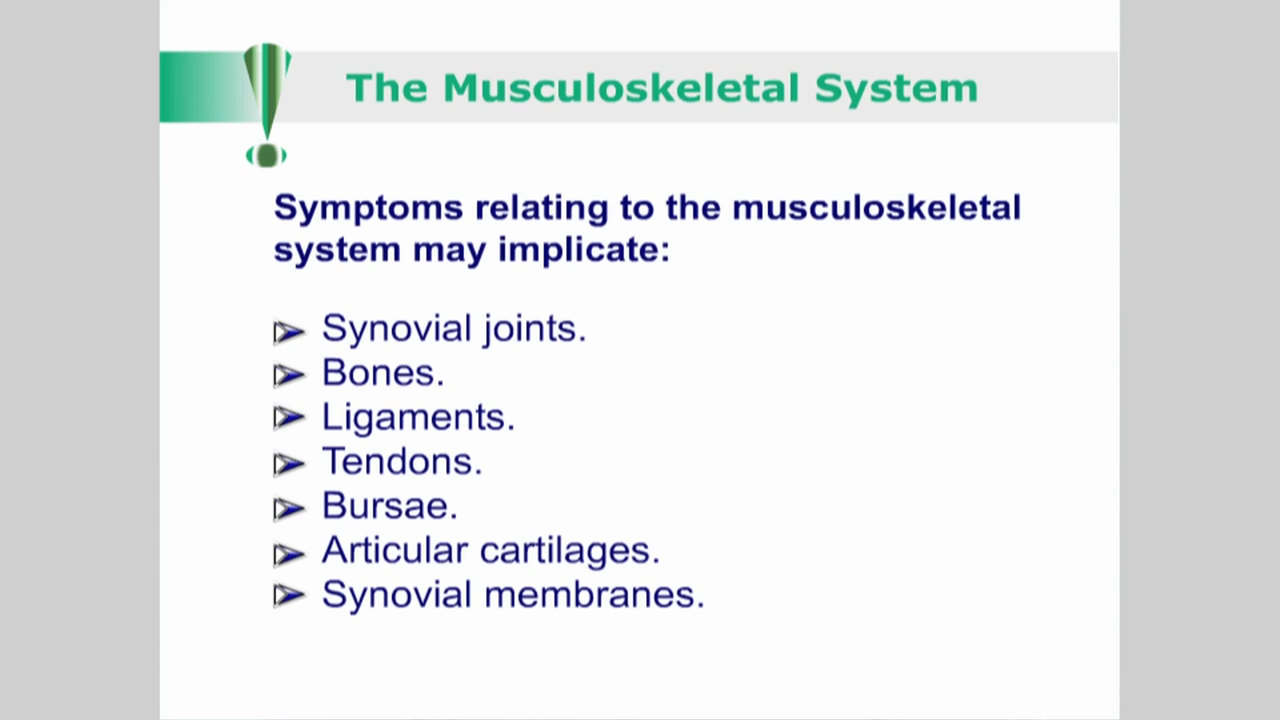 The Musculoskeletal System
Symptoms relating to the musculoskeletal
system may implicate:
Synovial joints.
Bones.
Ligaments.
Tendons.
Bursae.
Articular cartilages.
Synovial membranes.